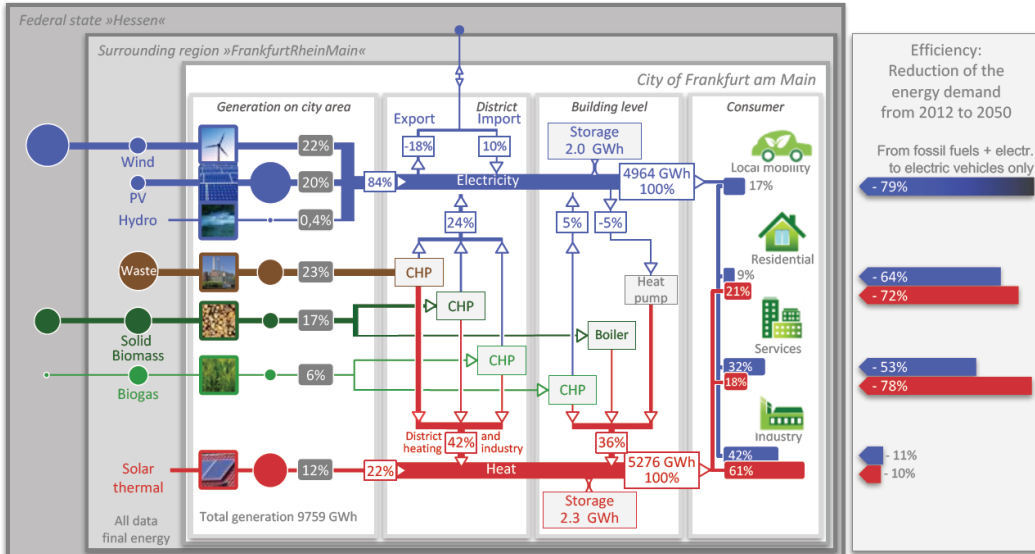 Federal state »Hessen«
Surrounding region »FrankfurtRheinMain«
City of Frankfurt am Main
Generation on city area
District
Building level
Consumer
Export
Import
-18%
10%
Storage
2.0 GWh
Local mobility
Wind
22%
PV
20%
84%
Electricity
4964 GWh
100%
17%
Hydro
0,4%
24%
5%
-5%
Residential
Waste
23%
CHP
Heat
pump
9%
21%
Solid
Biomass
17%
CHP
Boiler
Services
Biogas
6%
CHP
CHP
32%
18%
Industry
District
heating
42%
and
industry
36%
42%
61%
Solar
thermal
12%
22%
Heat
5276 GWh
100%
Storage
2.3 GWh
Total generation 9759 GWh
All data
final energy
Efficiency:
Reduction of the
energy demand
from 2012 to 2050
From fossil fuels + electr.
to electric vehicles only
- 79%
- 64%
- 72%
- 53%
- 78%
- 11%
- 10%